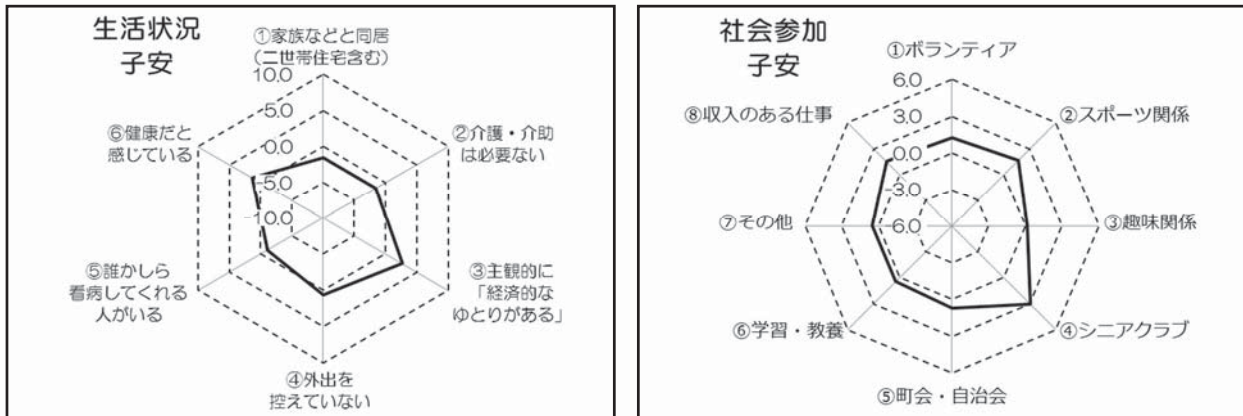 生活状況
子安
①家族などと同居
(二世帯住宅含む)
10.0
5.0
0.0
-5.0
-10.0
②介護・介助
は必要ない
③主観的に
「経済的な
ゆとりがある」
④外出を
控えていない
⑤誰かしら
看病してくれる
人がいる
⑥健康だと
感じている
社会参加
子安
①ボランティア
6.0
3.0
0.0
-3.0
-6.0
②スポーツ関係
③趣味関係
④シニアクラブ
⑤町会・自治会
⑥学習・教養
⑦その他
⑧収入のある仕事